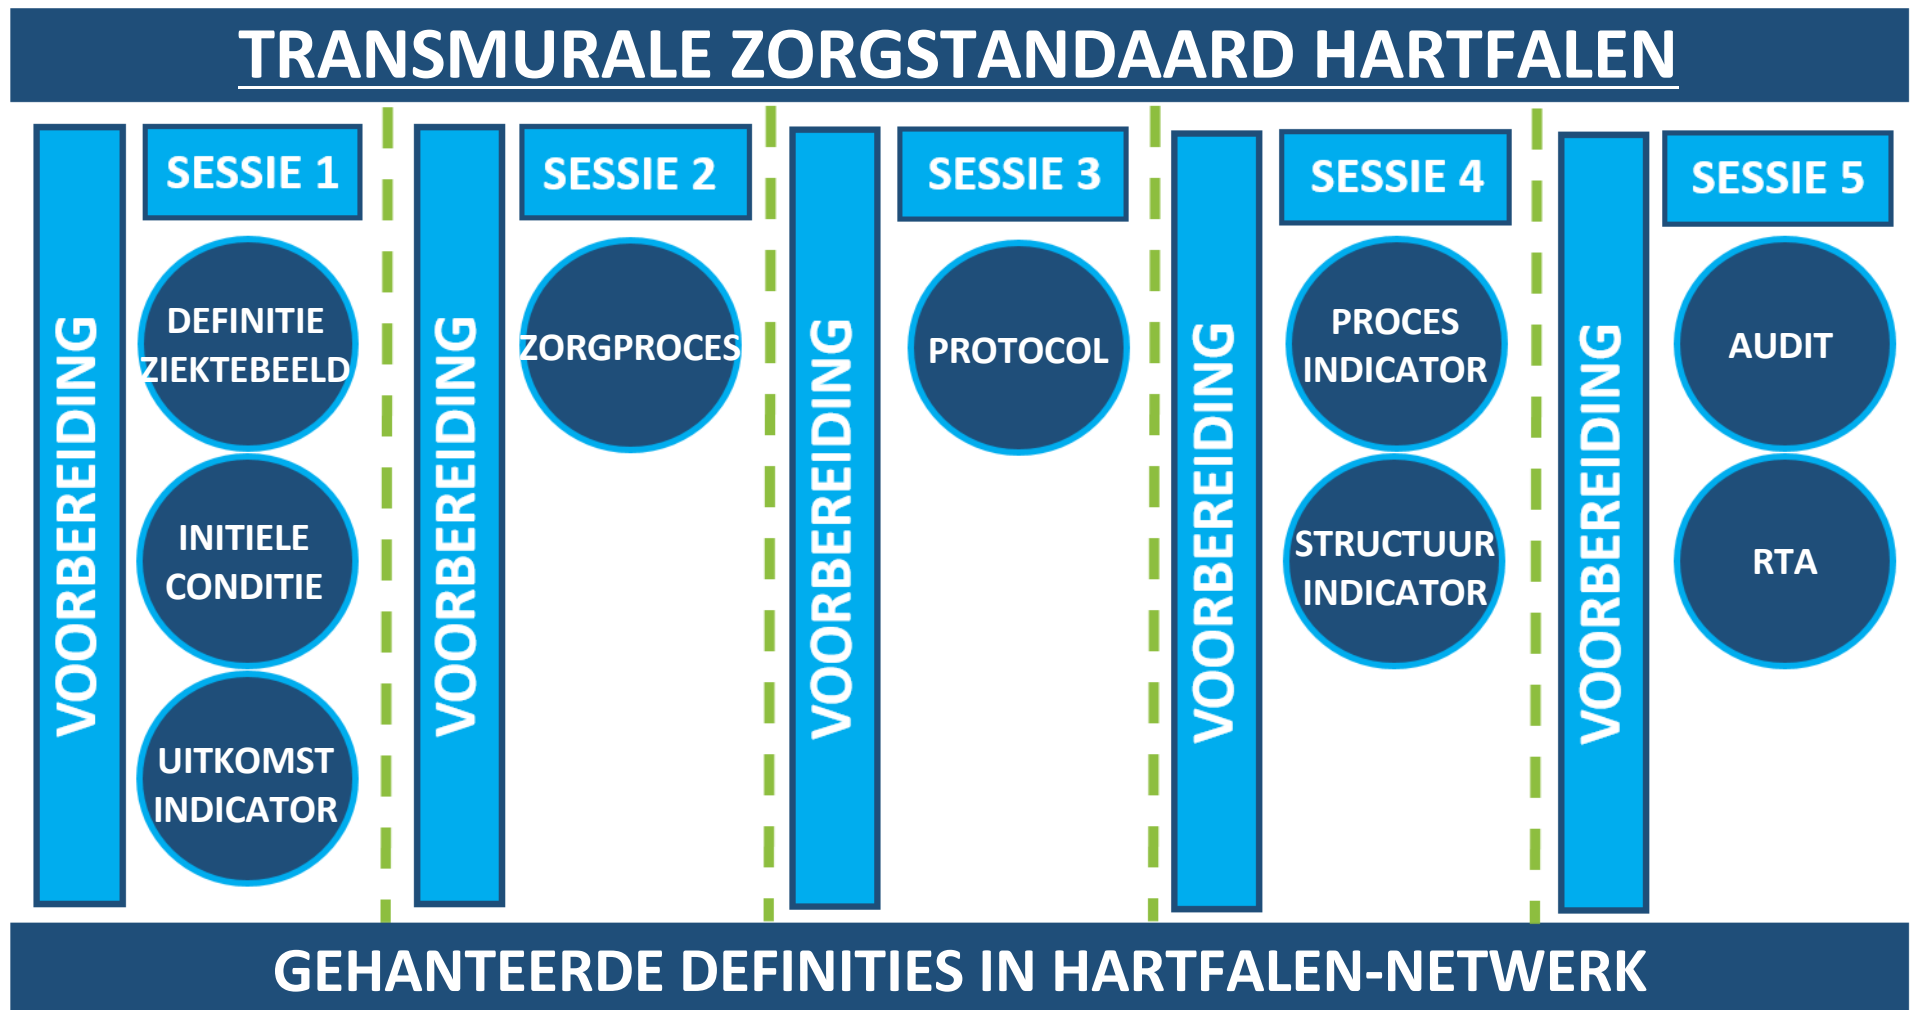 TRANSMURALE ZORGSTANDAARD HARTFALEN
VOORBEREIDING
SESSIE 1
DEFINITIE
ZIEKTEBEELD
INITIELE
CONDITIE
UITKOMST
INDICATOR
VOORBEREIDING
SESSIE 2
ZORGPROCES
VOORBEREIDING
SESSIE 3
PROTOCOL
VOORBEREIDING
SESSIE 4
PROCES
INDICATOR
STRUCTUUR
INDICATOR
VOORBEREIDING
SESSIE 5
AUDIT
RTA
GEHANTEERDE DEFINITIES IN HARTFALEN-NETWERK